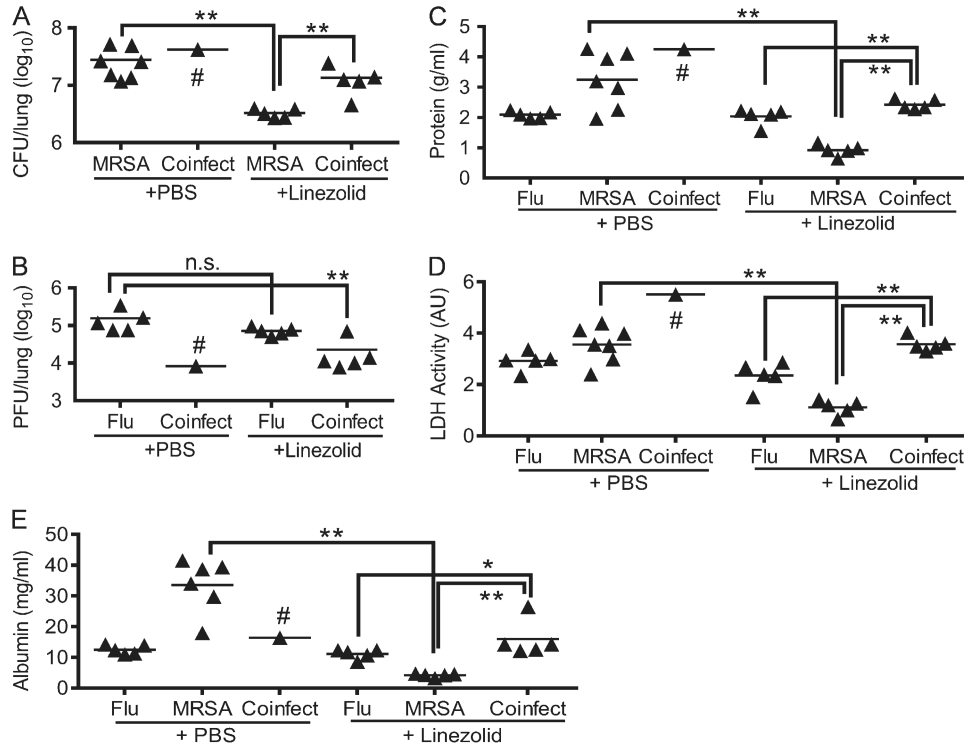 A
CFU/lung (log10)
8
7
6
**
**
#
MRSA Coinfect MRSA Coinfect
+PBS +Linezolid
B
PFU/lung (log10)
6
5
4
3
n.s.
**
#
Flu Coinfect Flu Coinfect
+PBS +Linezolid
C
Protein (g/ml)
5
4
3
2
1
0
**
**
**
#
Flu MRSA Coinfect Flu MRSA Coinfect
+ PBS + Linezolid
D
LDH Activity (AU)
6
4
2
0
**
**
**
#
Flu MRSA Coinfect Flu MRSA Coinfect
+ PBS + Linezolid
E
Albumin (mg/ml)
50
40
30
20
10
0
**
*
**
#
Flu MRSA Coinfect Flu MRSA Coinfect
+ PBS + Linezolid